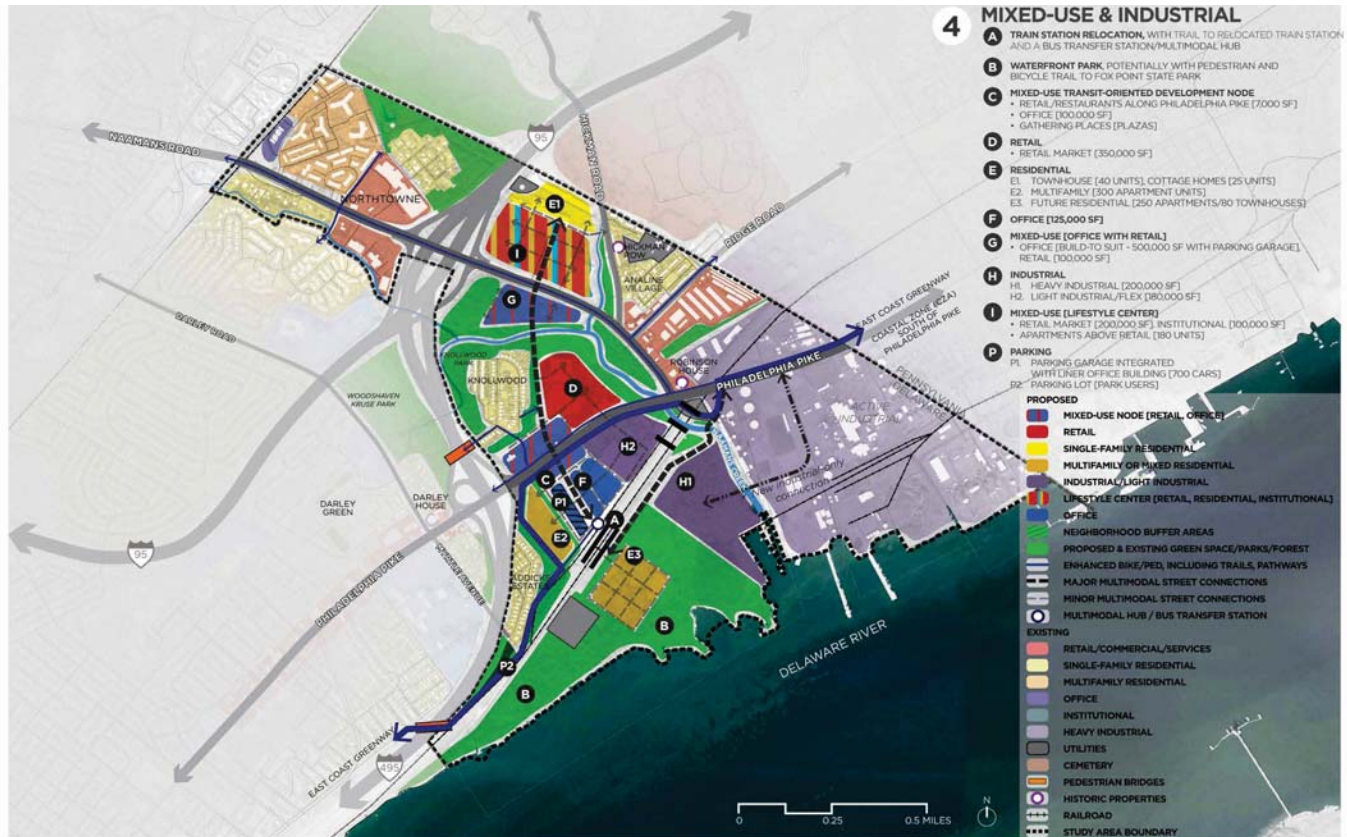 4
MIXED-USE & INDUSTRIAL
A TRAIN STATION RELOCATION, WITH TRAIL TO RELOCATED TRAIN STATION
AND A BUS TRANSFER STATION/MULTIMODAL HUB
B WATERFRONT PARK, POTENTIALLY WITH PEDESTRIAN AND
BICYCLE TRAIL TO FOX POINT STATE PARK
C MIXED-USE TRANSIT-ORIENTED DEVELOPMENT NODE
• RETAIL/RESTAURANTS ALONG PHILADELPHIA PIKE [7,000 SF]
• OFFICE [100,000 SF]
• GATHERING PLACES [PLAZAS]
D RETAIL
• RETAIL MARKET [350,000 SF]
E RESIDENTIAL
E1. TOWNHOUSE [40 UNITS], COTTAGE HOMES [25 UNITS]
E2. MULTIFAMILY [300 APARTMENT UNITS]
E3. FUTURE RESIDENTIAL [250 APARTMENTS/80 TOWNHOUSES]
F OFFICE [125,000 SF]
G MIXED-USE [OFFICE WITH RETAIL]
• OFFICE [BUILD-TO SUIT - 500,000 SF WITH PARKING GARAGE],
RETAIL [100,000 SF]
H INDUSTRIAL
H1. HEAVY INDUSTRIAL [200,000 SF]
H2. LIGHT INDUSTRIAL/FLEX [180,000 SF]
I MIXED-USE [LIFESTYLE CENTER]
• RETAIL MARKET [200,000 SF], INSTITUTIONAL [100,000 SF]
• APARTMENTS ABOVE RETAIL [180 UNITS]
P PARKING
P1. PARKING GARAGE INTEGRATED
WITH LINER OFFICE BUILDING [700 CARS]
P2. PARKING LOT [PARK USERS]
PROPOSED
MIXED-USE NODE [RETAIL, OFFICE]
RETAIL
SINGLE-FAMILY RESIDENTIAL
MULTIFAMILY OR MIXED RESIDENTIAL
INDUSTRIAL/LIGHT INDUSTRIAL
LIFESTYLE CENTER [RETAIL, RESIDENTIAL, INSTITUTIONAL]
OFFICE
NEIGHBORHOOD BUFFER AREAS
PROPOSED & EXISTING GREEN SPACE/PARKS/FOREST
ENHANCED BIKE/PED, INCLUDING TRAILS, PATHWAYS
MAJOR MULTIMODAL STREET CONNECTIONS
MINOR MULTIMODAL STREET CONNECTIONS
MULTIMODAL HUB / BUS TRANSFER STATION
EXISTING
RETAIL/COMMERCIAL/SERVICES
SINGLE-FAMILY RESIDENTIAL
MULTIFAMILY RESIDENTIAL
OFFICE
INSTITUTIONAL
HEAVY INDUSTRIAL
UTILITIES
CEMETERY
PEDESTRIAN BRIDGES
HISTORIC PROPERTIES
RAILROAD
STUDY AREA BOUNDARY
NAAMANS ROAD
95
HICKMAN ROAD
NORTHTOWNE
E1
RIDGE ROAD
HICKMAN
ROW
I
ANALINE
VILLAGE
G
EAST COAST GREENWAY
COASTAL ZONE (CZA)
SOUTH OF
PHILADELPHIA PIKE
DARLEY ROAD
KNOLLWOOD
PARK
KNOLLWOOD
ROBINSON
HOUSE
PHILADELPHIA PIKE
PENNSYLVANIA
DELAWARE
D
WOODSHAVEN
KRUSE PARK
ACTIVE
INDUSTRIAL
H2
H1
New industrial-only
connection
C
F
P1
A
DARLEY
GREEN
DARLEY
HOUSE
E2
E3
95
MYRTLE AVENUE
PHILADELPHIA PIKE
ADDICKS
ESTATES
B
DELAWARE RIVER
P2
B
EAST COAST GREENWAY
495
0
0.25
0.5 MILES
N